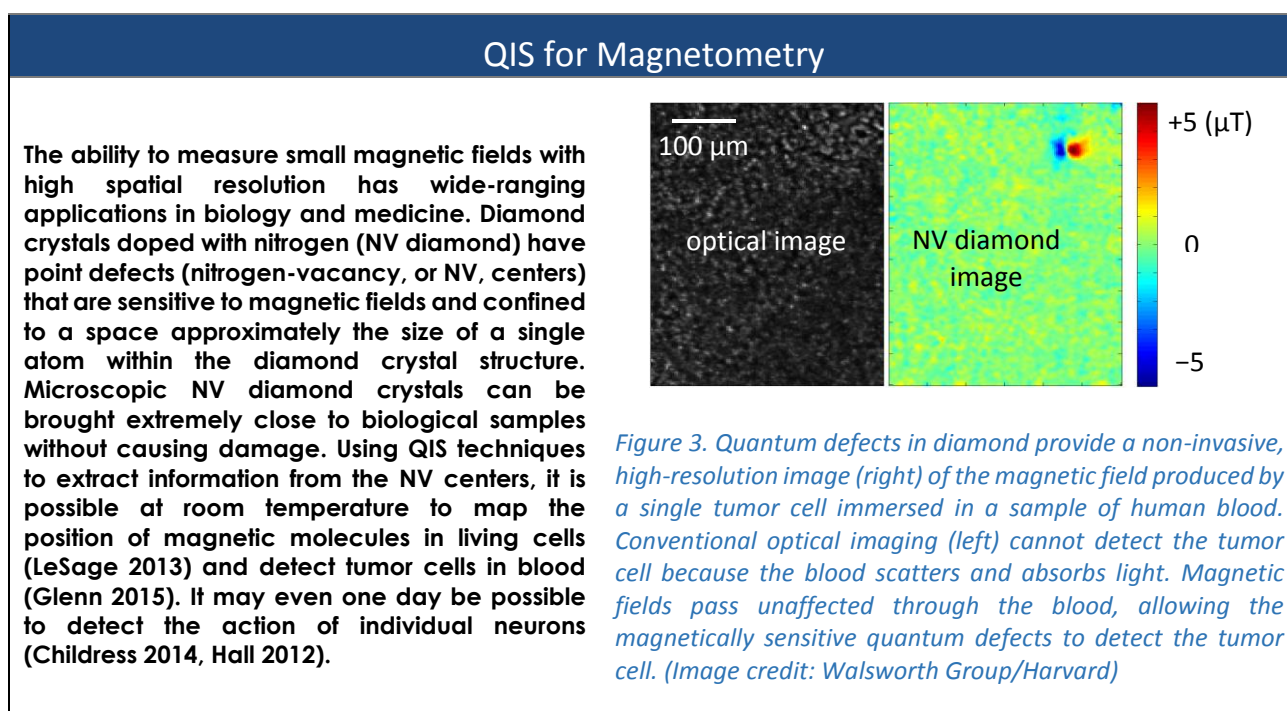 QIS for Magnetometry
The ability to measure small magnetic fields with
high spatial resolution has wide-ranging
applications in biology and medicine. Diamond
crystals doped with nitrogen (NV diamond) have
point defects (nitrogen-vacancy, or NV, centers)
that are sensitive to magnetic fields and confined
to a space approximately the size of a single
atom within the diamond crystal structure.
Microscopic NV diamond crystals can be
brought extremely close to biological samples
without causing damage. Using QIS techniques
to extract information from the NV centers, it is
possible at room temperature to map the
position of magnetic molecules in living cells
(LeSage 2013) and detect tumor cells in blood
(Glenn 2015). It may even one day be possible
to detect the action of individual neurons
(Childress 2014, Hall 2012).
100 μm
optical image
NV diamond
image
+5 (μT)
0
−5
Figure 3. Quantum defects in diamond provide a non-invasive,
high-resolution image (right) of the magnetic field produced by
a single tumor cell immersed in a sample of human blood.
Conventional optical imaging (left) cannot detect the tumor
cell because the blood scatters and absorbs light. Magnetic
fields pass unaffected through the blood, allowing the
magnetically sensitive quantum defects to detect the tumor
cell. (Image credit: Walsworth Group/Harvard)